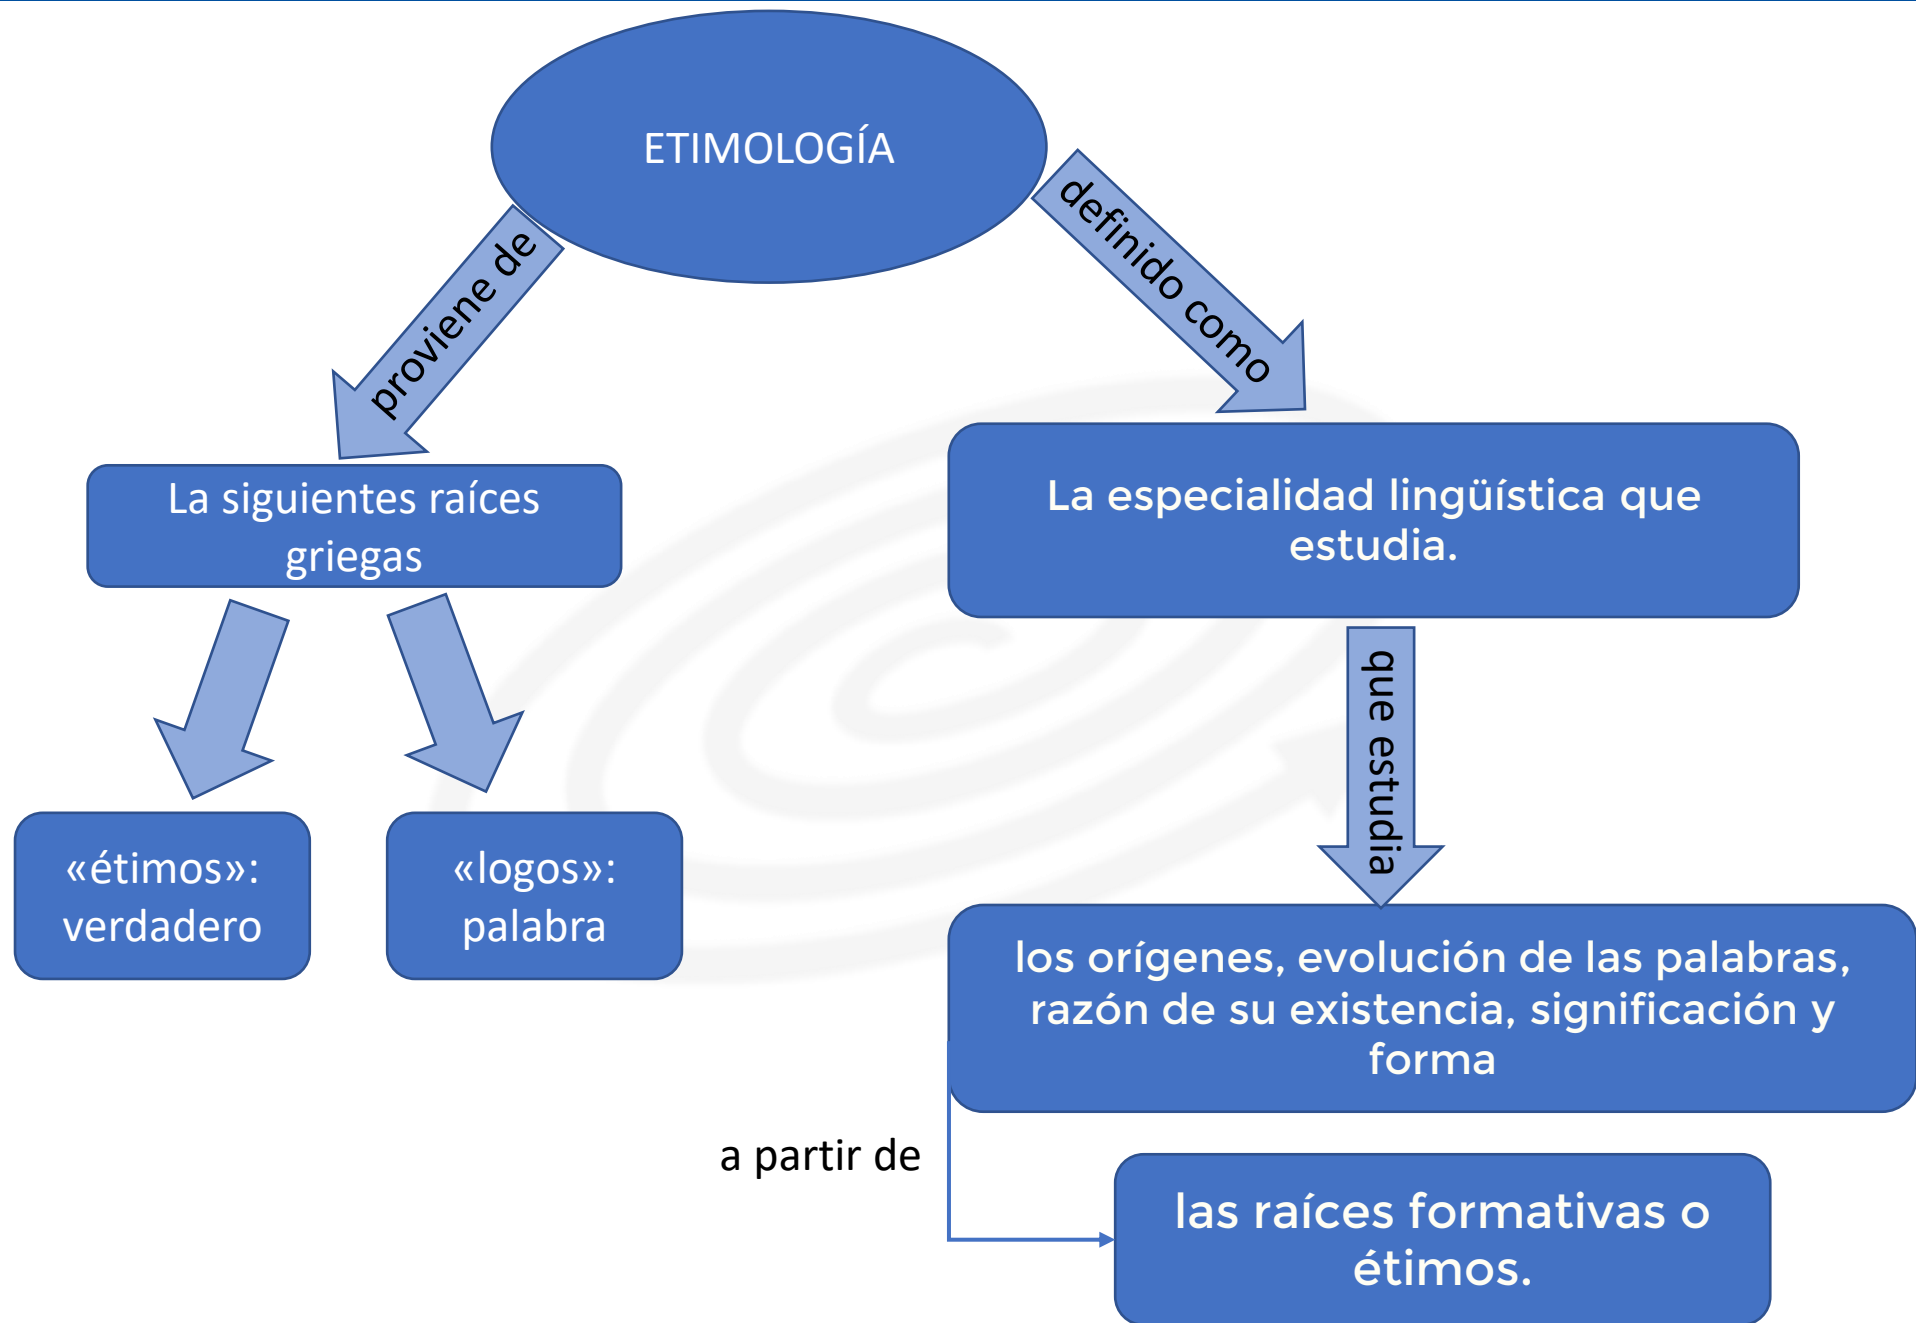 ETIMOLOGÍA
proviene de
definido como
La siguientes raíces
griegas
La especialidad lingüística que
estudia.
que estudia
«étimos»:
verdadero
«logos»:
palabra
los orígenes, evolución de las palabras,
razón de su existencia, significación y
forma
a partir de
las raíces formativas o
étimos.